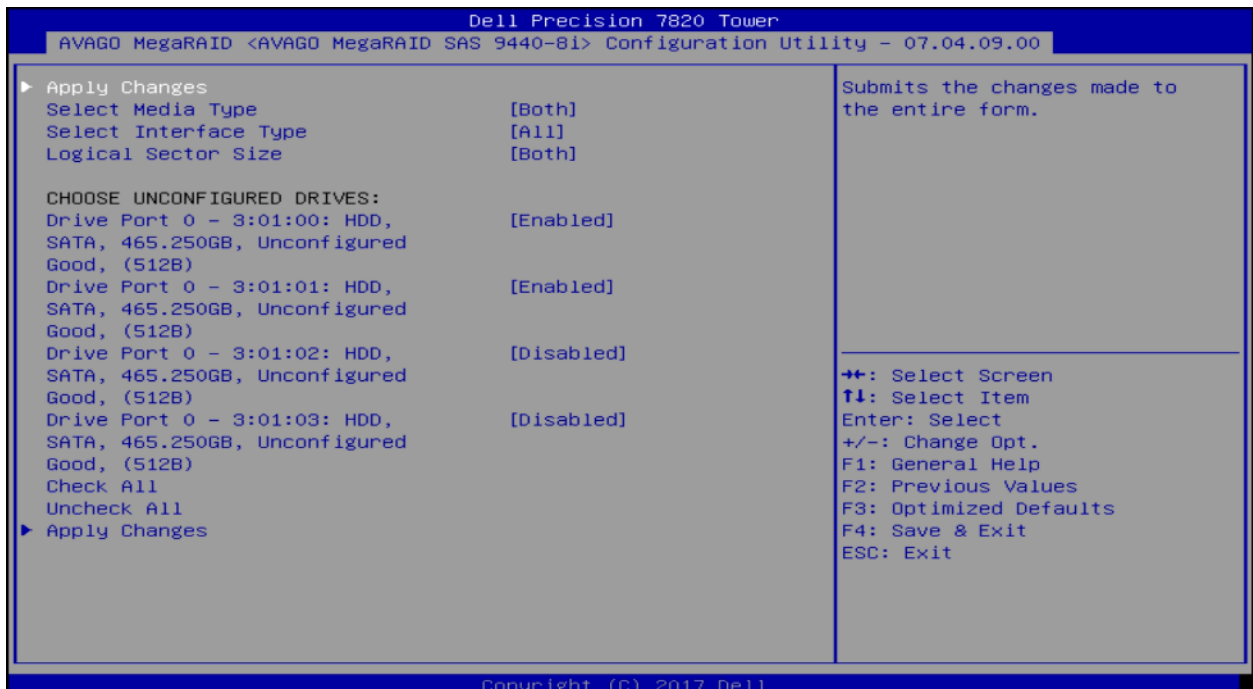 Dell Precision 7820 Tower
AVAGO MegaRAID <AVAGO MegaRAID SAS 9440-8i> Configuration Utility – 07.04.09.00
▶ Apply Changes
Select Media Type [Both]
Select Interface Type [All]
Logical Sector Size [Both]
CHOOSE UNCONFIGURED DRIVES:
Drive Port 0 – 3:01:00: HDD, [Enabled]
SATA, 465.250GB, Unconfigured
Good, (512B)
Drive Port 0 – 3:01:01: HDD, [Enabled]
SATA, 465.250GB, Unconfigured
Good, (512B)
Drive Port 0 – 3:01:02: HDD, [Disabled]
SATA, 465.250GB, Unconfigured
Good, (512B)
Drive Port 0 – 3:01:03: HDD, [Disabled]
SATA, 465.250GB, Unconfigured
Good, (512B)
Check All
Uncheck All
▶ Apply Changes
Submits the changes made to
the entire form.
→←: Select Screen
↑↓: Select Item
Enter: Select
+/-: Change Opt.
F1: General Help
F2: Previous Values
F3: Optimized Defaults
F4: Save & Exit
ESC: Exit
Copyright (C) 2017 Dell